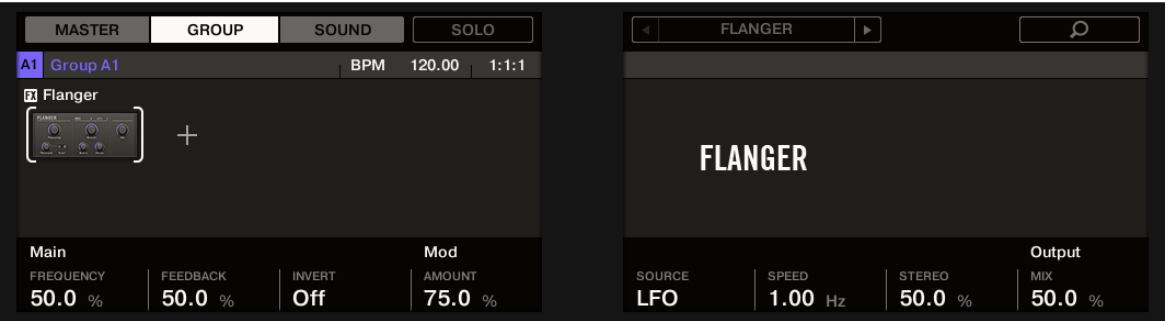 MASTER GROUP SOUND SOLO
A1 Group A1 BPM 120.00 1:1:1
FX Flanger
FLANGER
Main Mod
FREQUENCY FEEDBACK INVERT AMOUNT
50.0 % 50.0 % Off 75.0 %
FLANGER
FLANGER
Output
SOURCE SPEED STEREO MIX
LFO 1.00 Hz 50.0 % 50.0 %